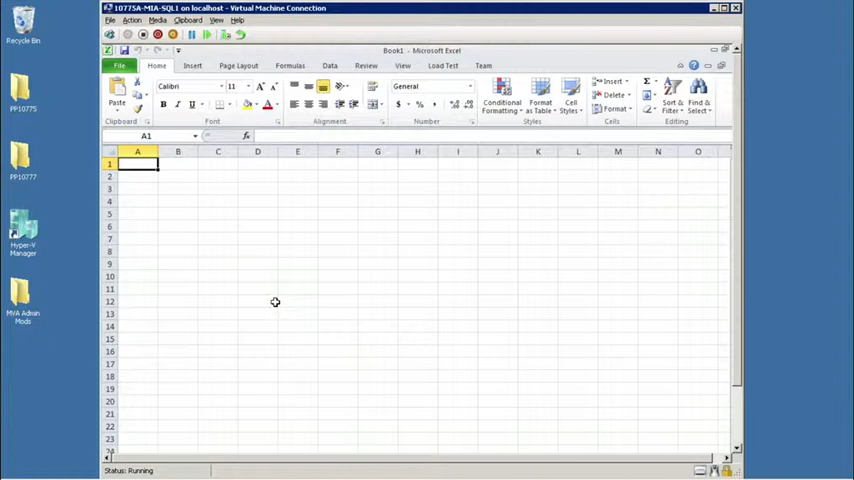 10775A-MIA-SQL1 on localhost - Virtual Machine Connection
File Action Media Clipboard View Help
Book1 - Microsoft Excel
File Home Insert Page Layout Formulas Data Review View Load Test Team
Paste
Calibri 11
General
B I U
$ % ,
Conditional Formatting
Format as Table
Cell Styles
Insert
Delete
Format
Sort & Filter
Find & Select
Clipboard Font Alignment Number Styles Cells Editing
A1 fx
A B C D E F G H I J K L M N O
1
2
3
4
5
6
7
8
9
10
11
12
13
14
15
16
17
18
19
20
21
22
23
24
Status: Running
Recycle Bin
PP10775
PP10777
Hyper-V
Manager
MVA Admin
Mods